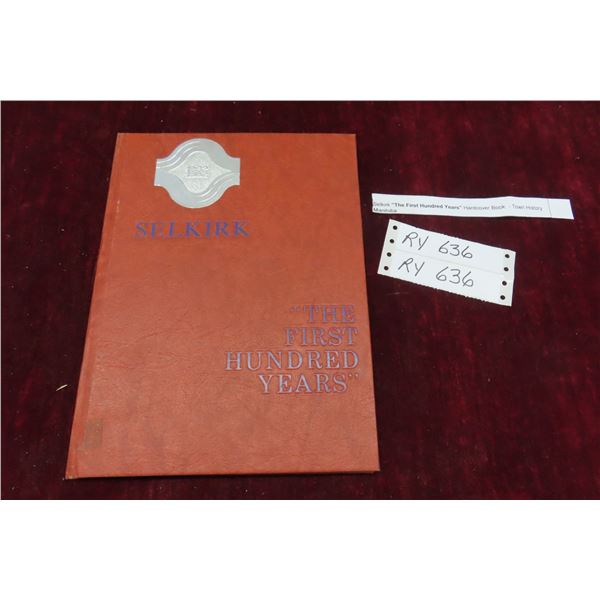 SELKIRK
"THE
FIRST
HUNDRED
YEARS"
Selkirk "The First Hundred Years" Hardcover Book - Town History
Manitoba
RY 636
RY 636